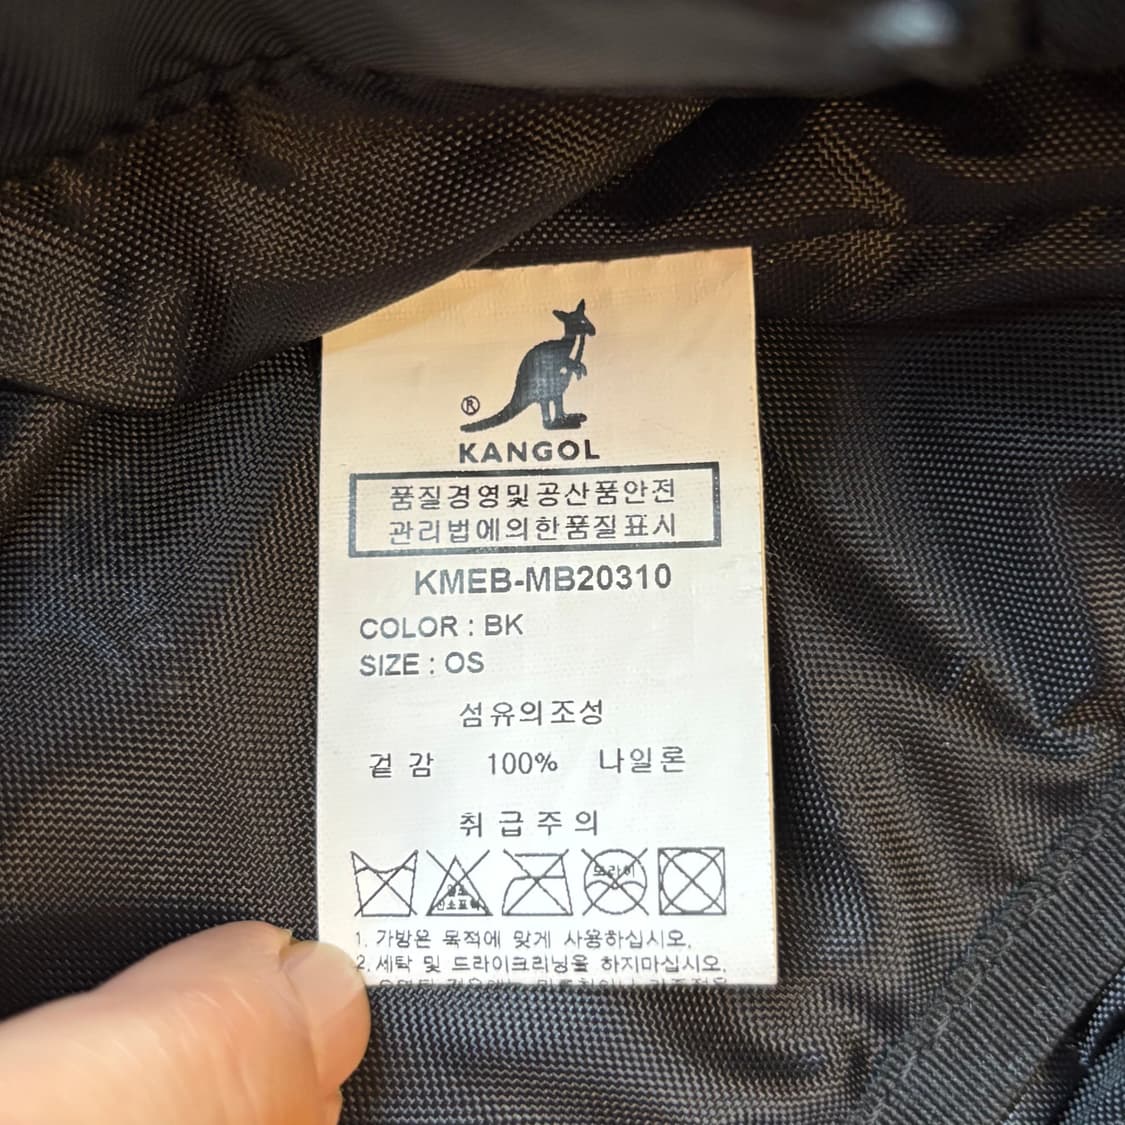 ®
KANGOL
품질경영및공산품안전
관리법에의한품질표시
KMEB-MB20310
COLOR : BK
SIZE : OS
섬유의조성
겉 감 100% 나일론
취 급 주 의
드라이
1. 가방은 목적에 맞게 사용하십시오.
2. 세탁 및 드라이크리닝을 하지마십시오.